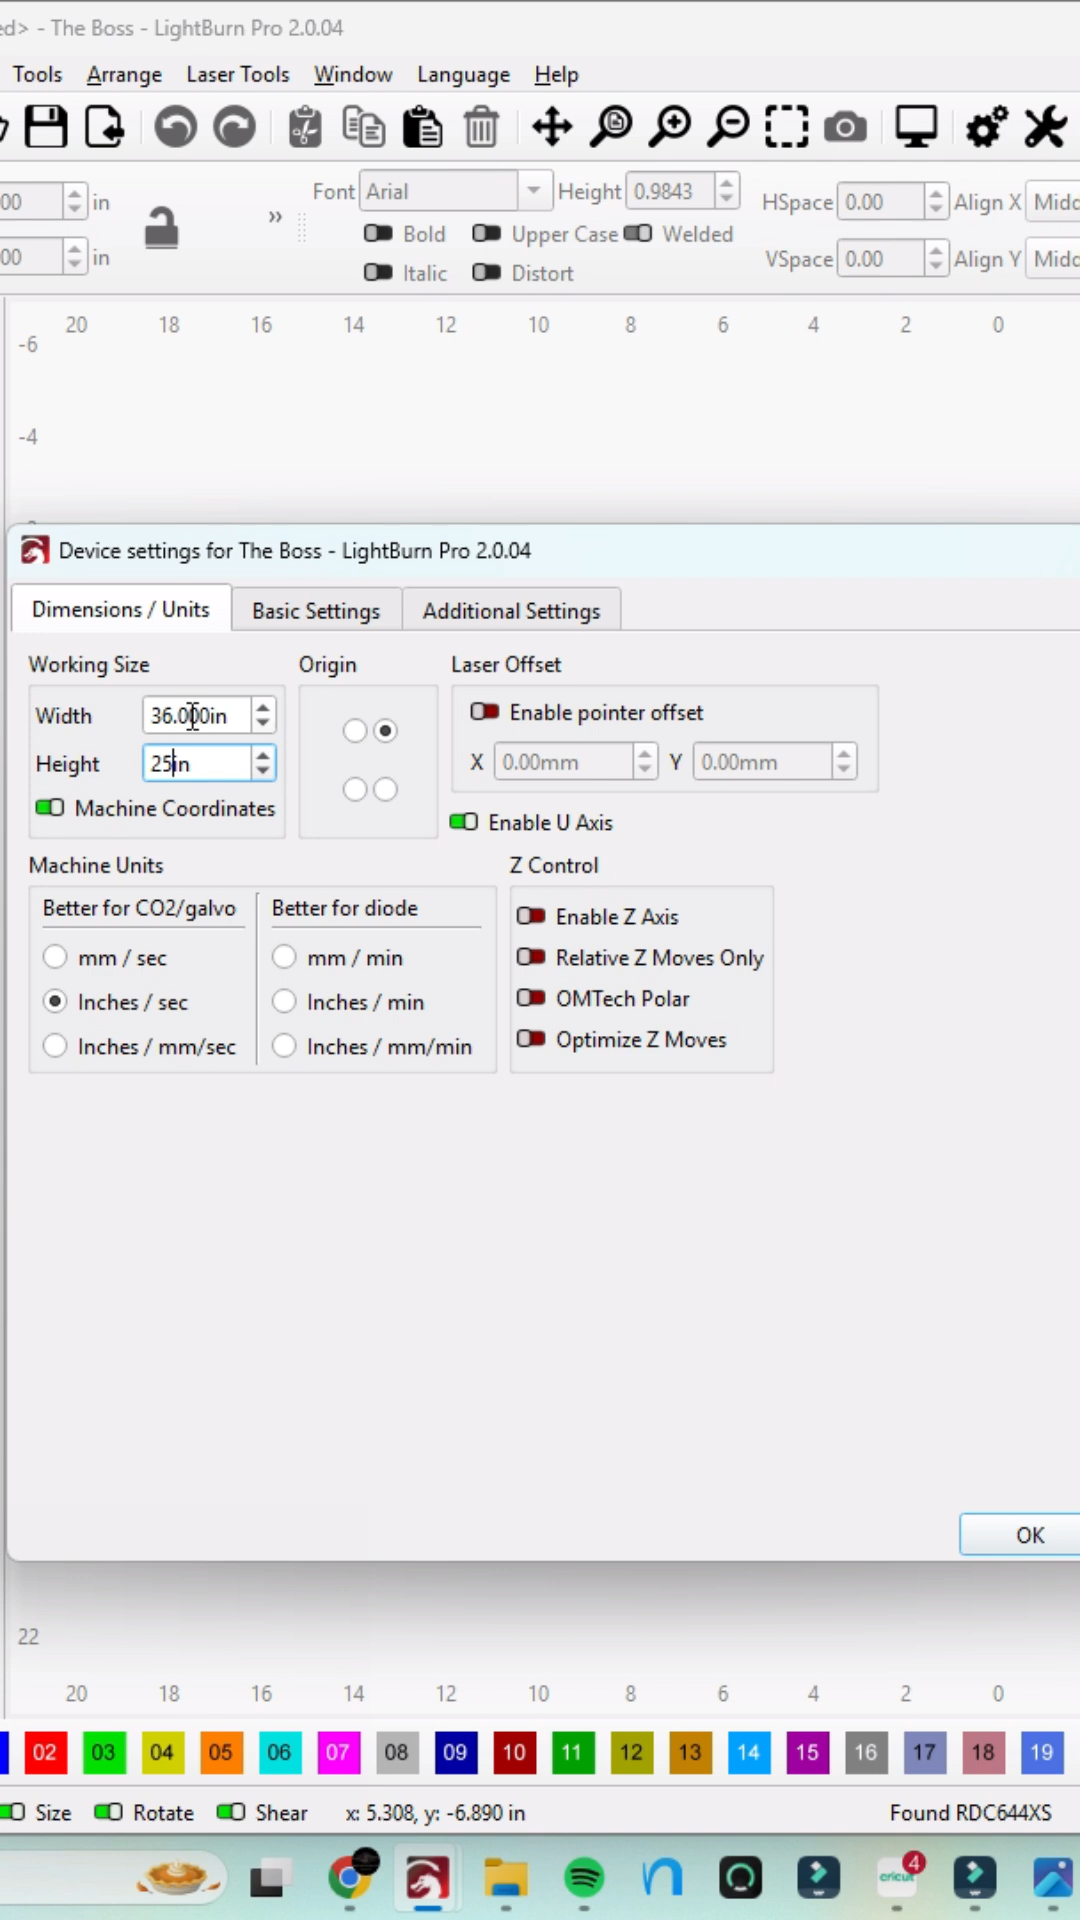 ed> - The Boss - LightBurn Pro 2.0.04
Tools Arrange Laser Tools Window Language Help
00 in Font Arial Height 0.9843 HSpace 0.00 Align X Midd
Bold Upper Case Welded
00 in Italic Distort VSpace 0.00 Align Y Midd
20 18 16 14 12 10 8 6 4 2 0
-6
-4
Device settings for The Boss - LightBurn Pro 2.0.04
Dimensions / Units Basic Settings Additional Settings
Working Size Origin Laser Offset
Width 36.000in Enable pointer offset
Height 25in X 0.00mm Y 0.00mm
Machine Coordinates Enable U Axis
Machine Units Z Control
Better for CO2/galvo Better for diode Enable Z Axis
mm / sec mm / min Relative Z Moves Only
Inches / sec Inches / min OMTech Polar
Inches / mm/sec Inches / mm/min Optimize Z Moves
OK
22
20 18 16 14 12 10 8 6 4 2 0
02 03 04 05 06 07 08 09 10 11 12 13 14 15 16 17 18 19
Size Rotate Shear x: 5.308, y: -6.890 in Found RDC644XS
cricut 4